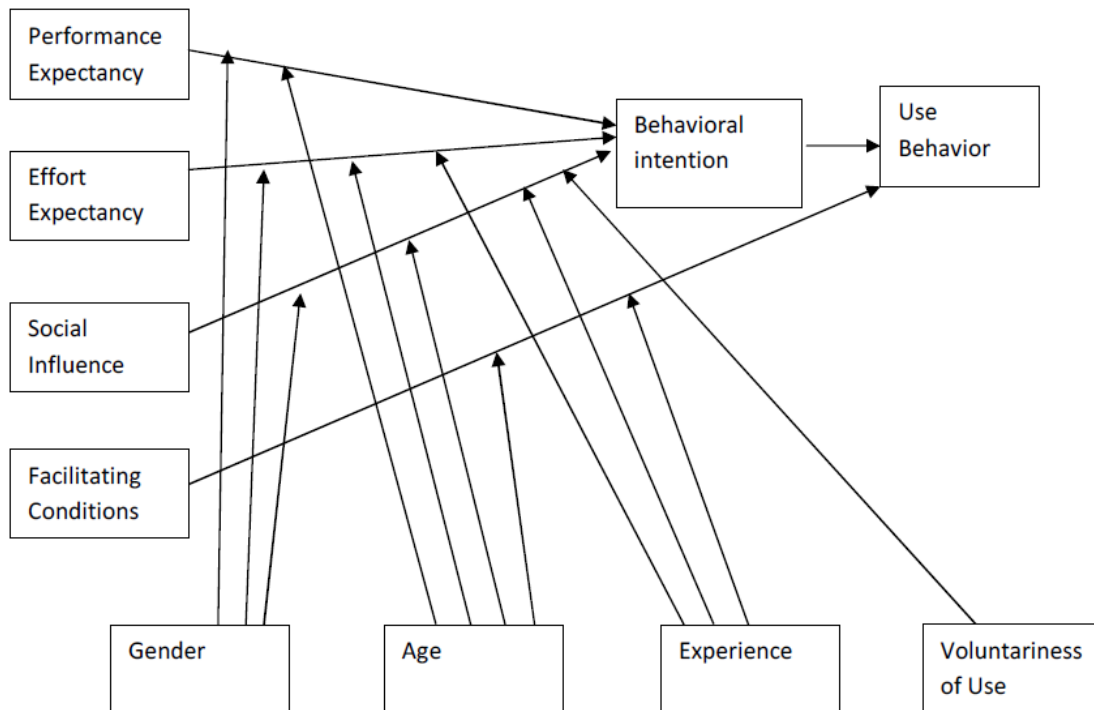 Performance
Expectancy
Effort
Expectancy
Social
Influence
Facilitating
Conditions
Behavioral
intention
Use
Behavior
Gender
Age
Experience
Voluntariness
of Use